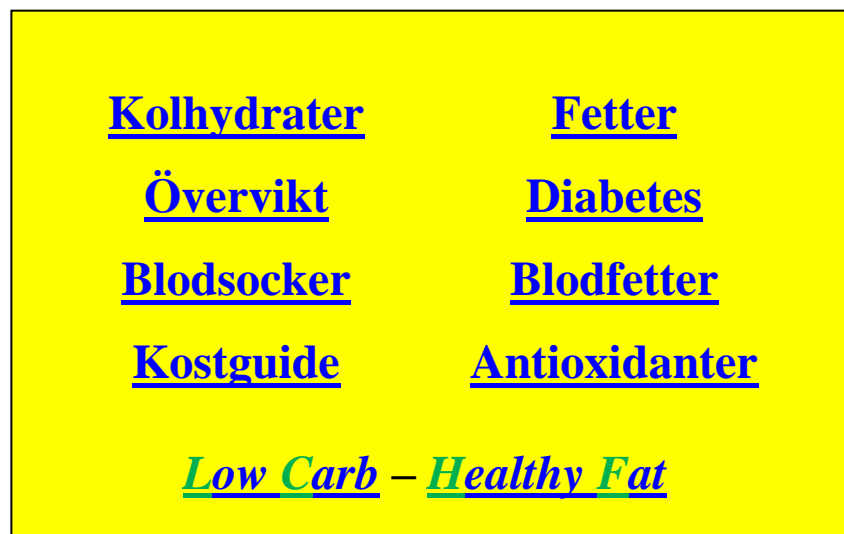 Kolhydrater Fetter
Övervikt Diabetes
Blodsocker Blodfetter
Kostguide Antioxidanter
Low Carb – Healthy Fat